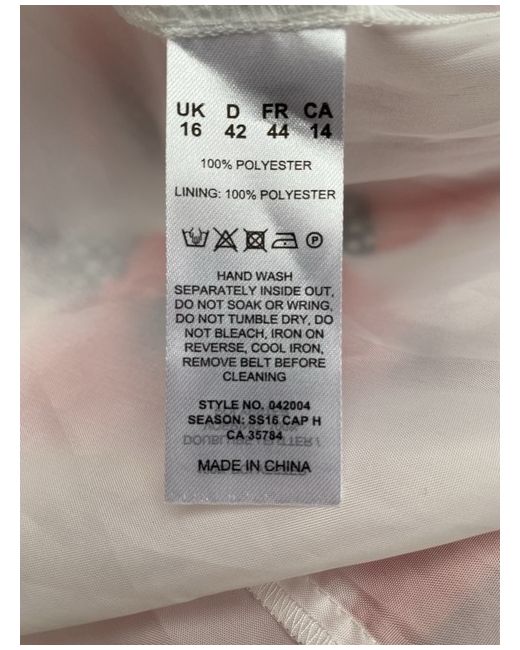 UK D FR CA
16 42 44 14
100% POLYESTER
LINING: 100% POLYESTER
P
HAND WASH
SEPARATELY INSIDE OUT,
DO NOT SOAK OR WRING,
DO NOT TUMBLE DRY, DO
NOT BLEACH, IRON ON
REVERSE, COOL IRON,
REMOVE BELT BEFORE
CLEANING
STYLE NO. 042004
SEASON: SS16 CAP H
CA 35784
MADE IN CHINA